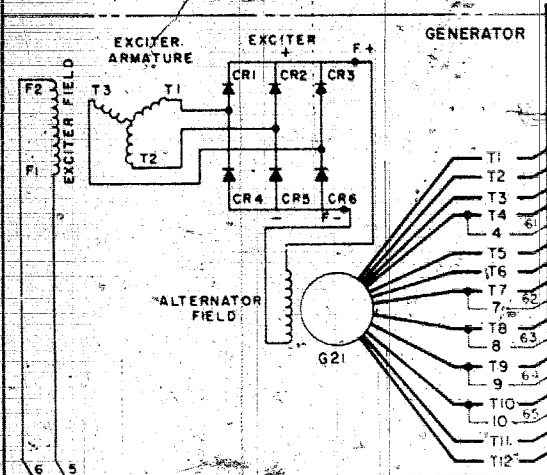 GENERATOR
EXCITER
ARMATURE
EXCITER
+
F+
CR1
CR2
CR3
F2
EXCITER FIELD
F1
T3
T1
T2
CR4
CR5
CR6
-
F-
ALTERNATOR
FIELD
G21
T1
T2
T3
T4
4
61
T5
T6
T7
7
62
T8
8
63
T9
9
64
T10
10
65
T11
T12
6
5